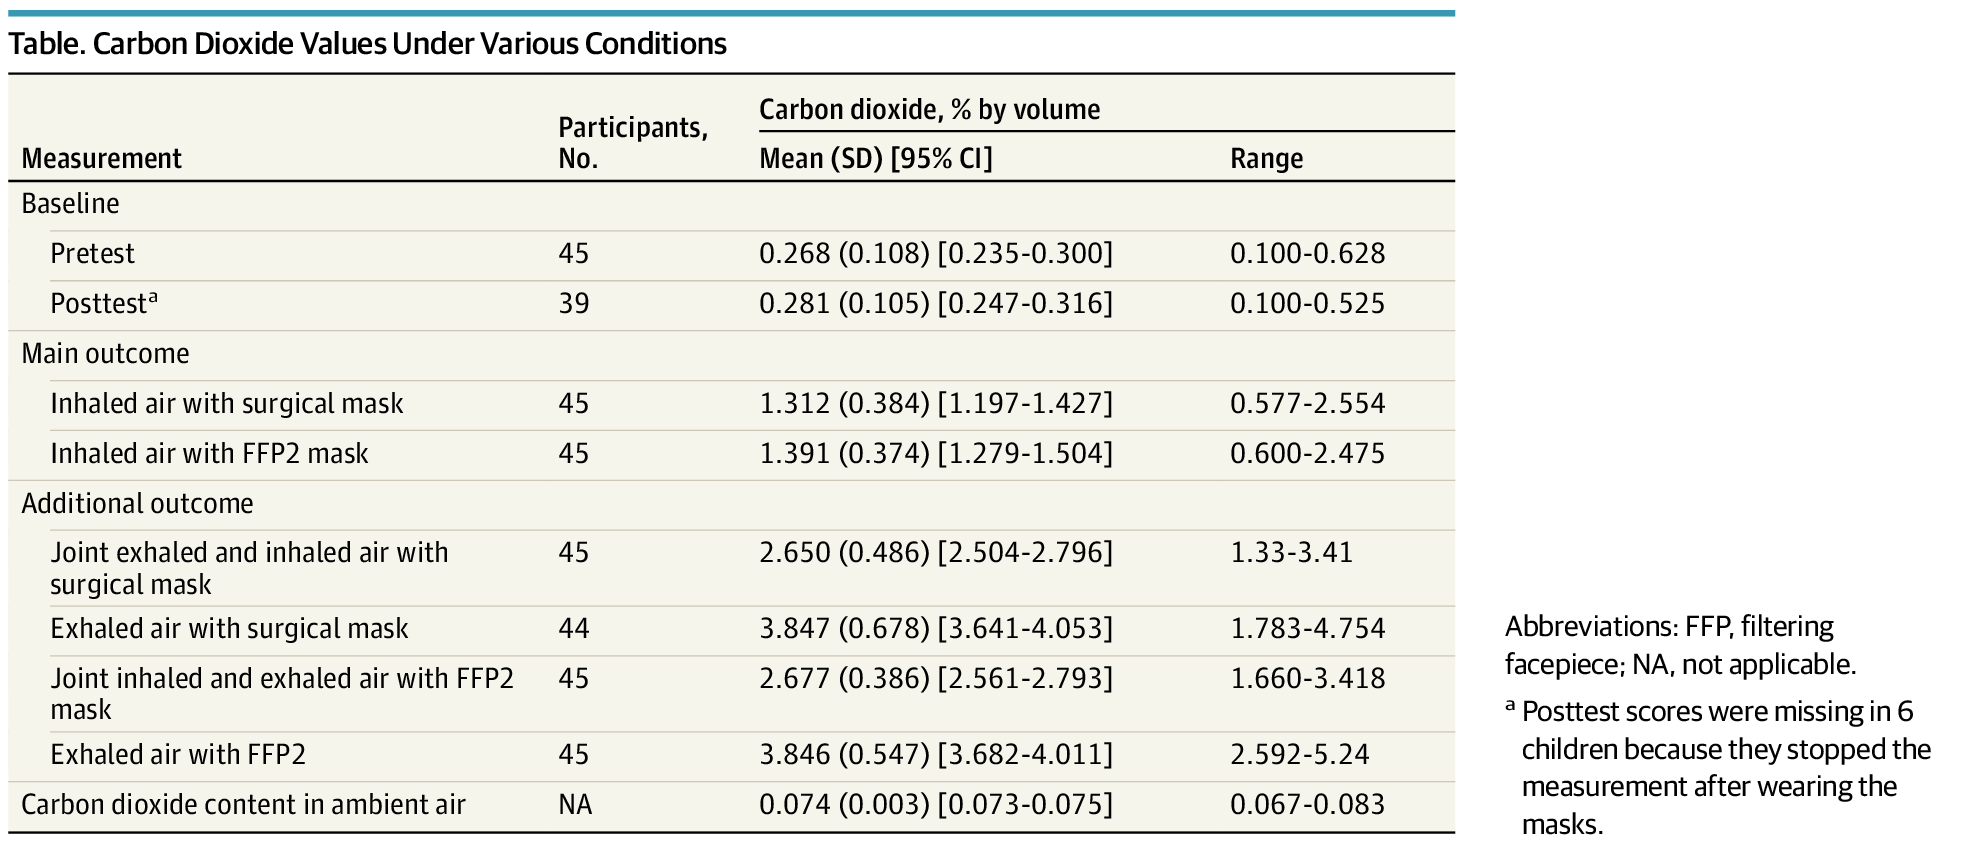 Table. Carbon Dioxide Values Under Various Conditions
Measurement Participants, No. Carbon dioxide, % by volume
Mean (SD) [95% CI] Range
Baseline
Pretest 45 0.268 (0.108) [0.235-0.300] 0.100-0.628
Posttestᵃ 39 0.281 (0.105) [0.247-0.316] 0.100-0.525
Main outcome
Inhaled air with surgical mask 45 1.312 (0.384) [1.197-1.427] 0.577-2.554
Inhaled air with FFP2 mask 45 1.391 (0.374) [1.279-1.504] 0.600-2.475
Additional outcome
Joint exhaled and inhaled air with 45 2.650 (0.486) [2.504-2.796] 1.33-3.41
surgical mask
Exhaled air with surgical mask 44 3.847 (0.678) [3.641-4.053] 1.783-4.754
Joint inhaled and exhaled air with FFP2 45 2.677 (0.386) [2.561-2.793] 1.660-3.418
mask
Exhaled air with FFP2 45 3.846 (0.547) [3.682-4.011] 2.592-5.24
Carbon dioxide content in ambient air NA 0.074 (0.003) [0.073-0.075] 0.067-0.083
Abbreviations: FFP, filtering
facepiece; NA, not applicable.
ᵃ Posttest scores were missing in 6
children because they stopped the
measurement after wearing the
masks.